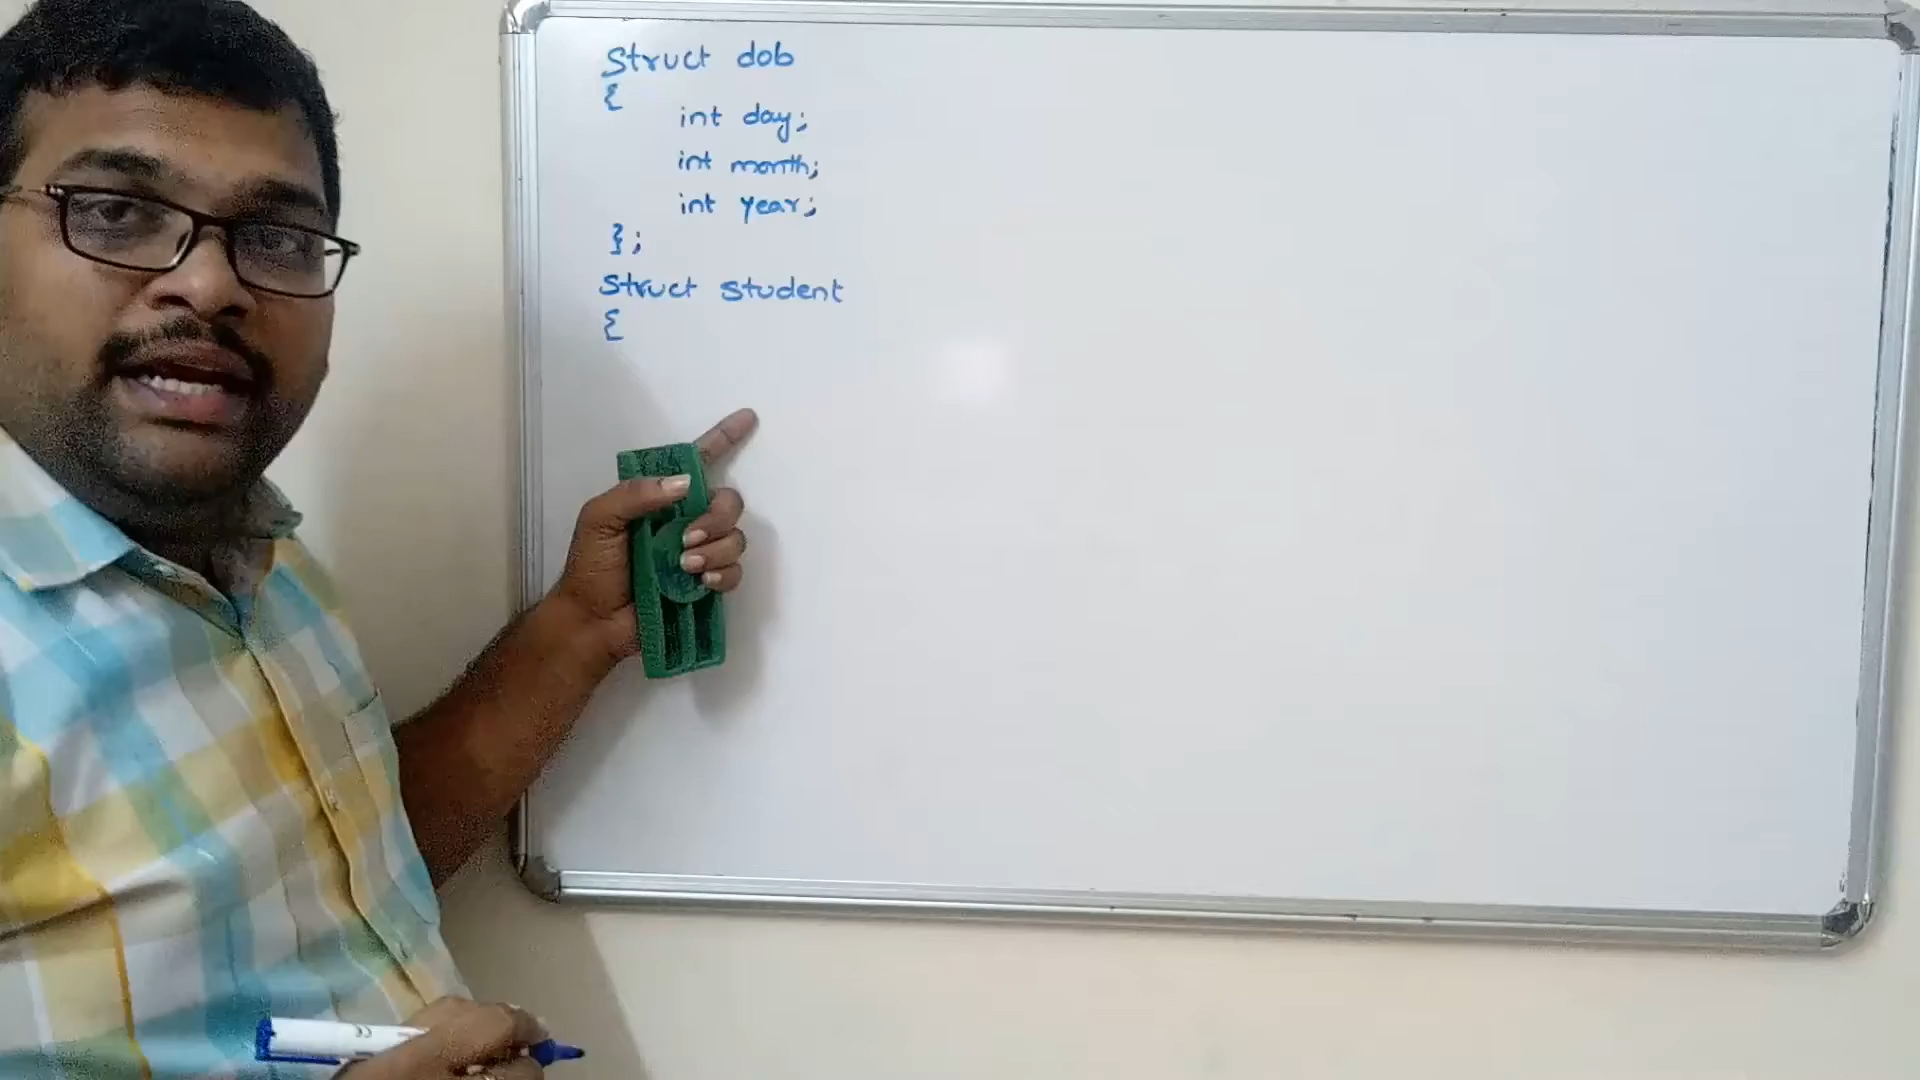 Struct dob
{
int day;
int month;
int year;
};
Struct student
{